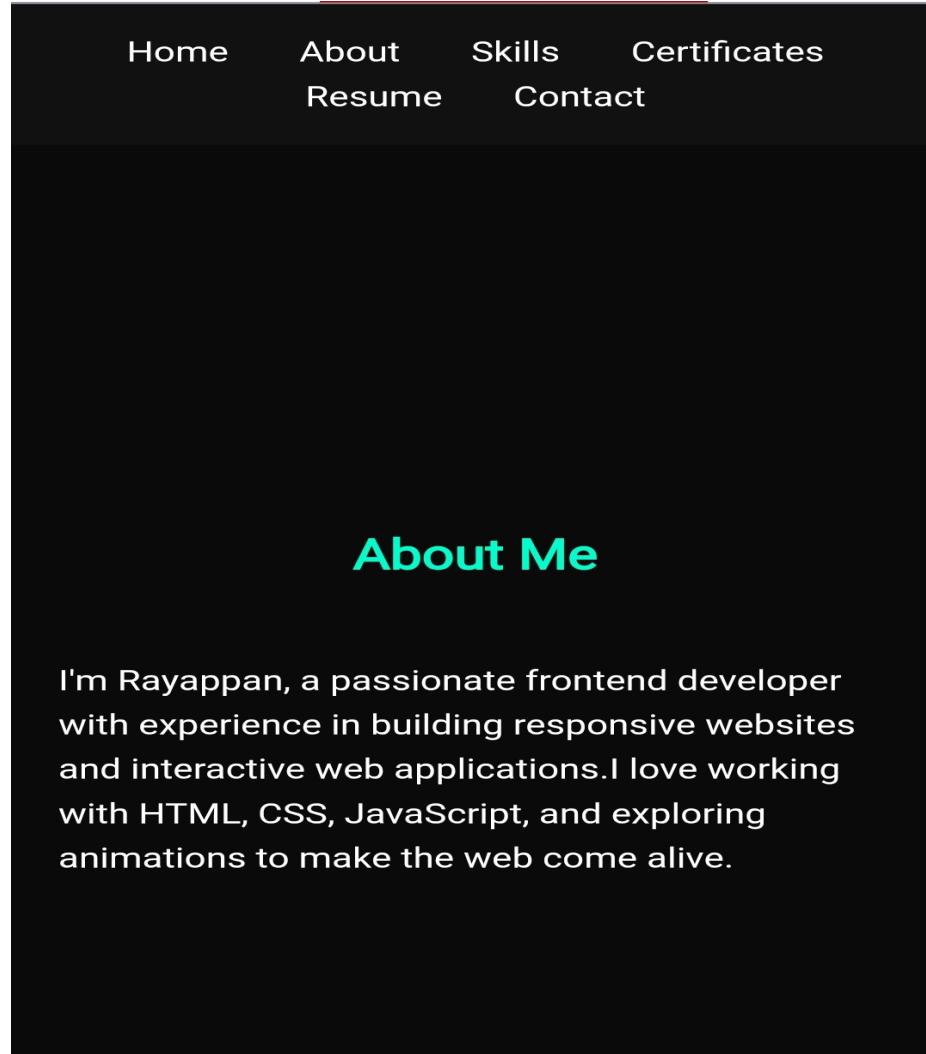 Home About Skills Certificates
Resume Contact
About Me
I'm Rayappan, a passionate frontend developer
with experience in building responsive websites
and interactive web applications.I love working
with HTML, CSS, JavaScript, and exploring
animations to make the web come alive.